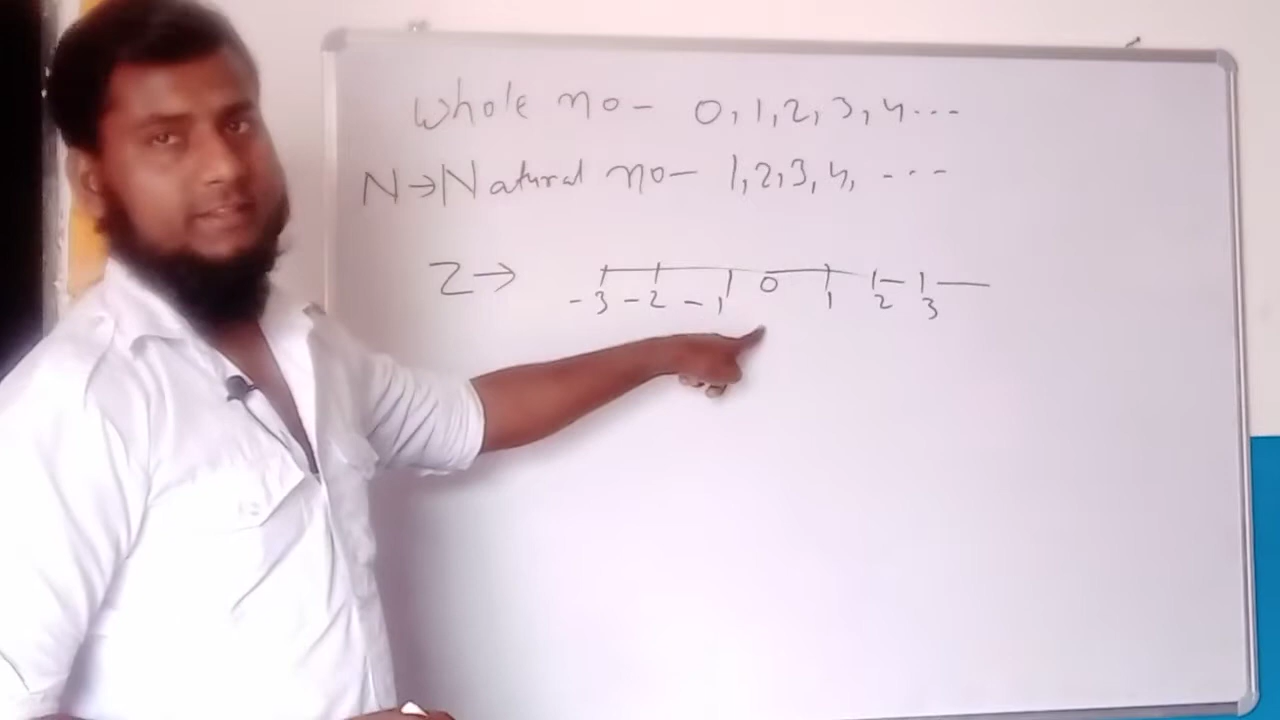 Whole no - 0, 1, 2, 3, 4...
N → Natural no - 1, 2, 3, 4, ...
Z → 0
-3 -2 -1 1 2 3